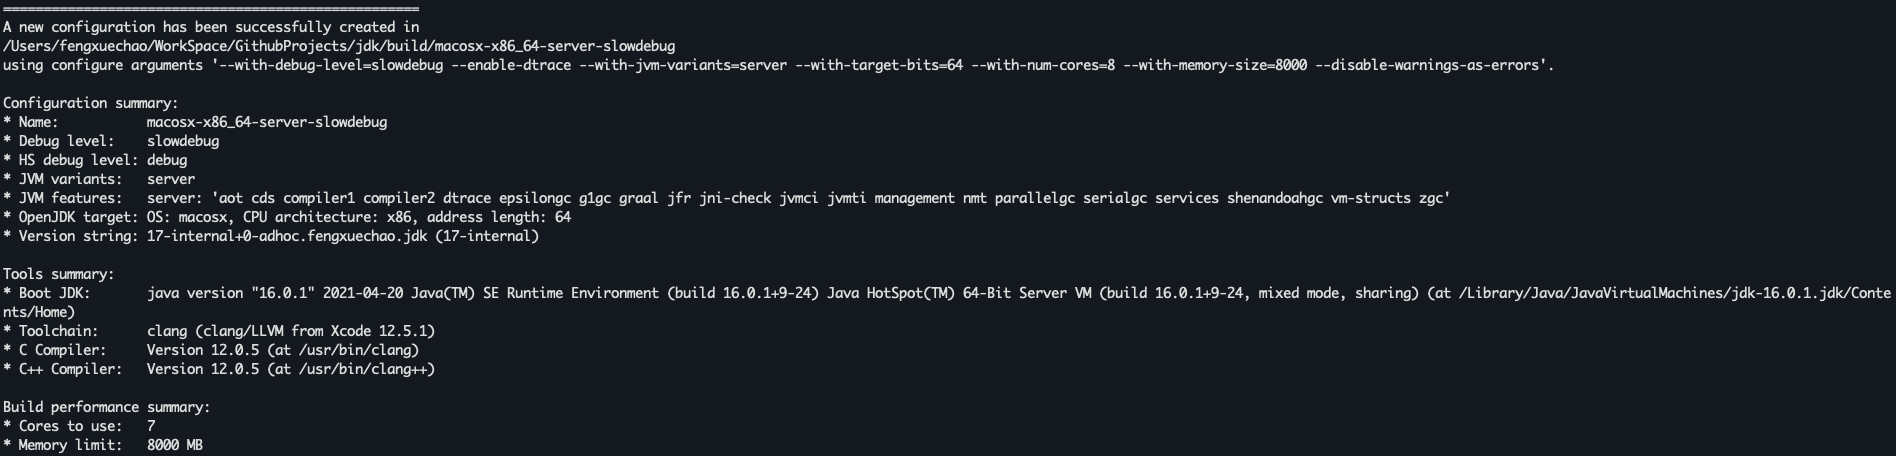 ====================================================
A new configuration has been successfully created in
/Users/fengxuechao/WorkSpace/GithubProjects/jdk/build/macosx-x86_64-server-slowdebug
using configure arguments '--with-debug-level=slowdebug --enable-dtrace --with-jvm-variants=server --with-target-bits=64 --with-num-cores=8 --with-memory-size=8000 --disable-warnings-as-errors'.

Configuration summary:
* Name:           macosx-x86_64-server-slowdebug
* Debug level:    slowdebug
* HS debug level: debug
* JVM variants:   server
* JVM features:   server: 'aot cds compiler1 compiler2 dtrace epsilongc g1gc graal jfr jni-check jvmci jvmti management nmt parallelgc serialgc services shenandoahgc vm-structs zgc'
* OpenJDK target: OS: macosx, CPU architecture: x86, address length: 64
* Version string: 17-internal+0-adhoc.fengxuechao.jdk (17-internal)

Tools summary:
* Boot JDK:       java version "16.0.1" 2021-04-20 Java(TM) SE Runtime Environment (build 16.0.1+9-24) Java HotSpot(TM) 64-Bit Server VM (build 16.0.1+9-24, mixed mode, sharing) (at /Library/Java/JavaVirtualMachines/jdk-16.0.1.jdk/Conte
nts/Home)
* Toolchain:      clang (clang/LLVM from Xcode 12.5.1)
* C Compiler:     Version 12.0.5 (at /usr/bin/clang)
* C++ Compiler:   Version 12.0.5 (at /usr/bin/clang++)

Build performance summary:
* Cores to use:   7
* Memory limit:   8000 MB